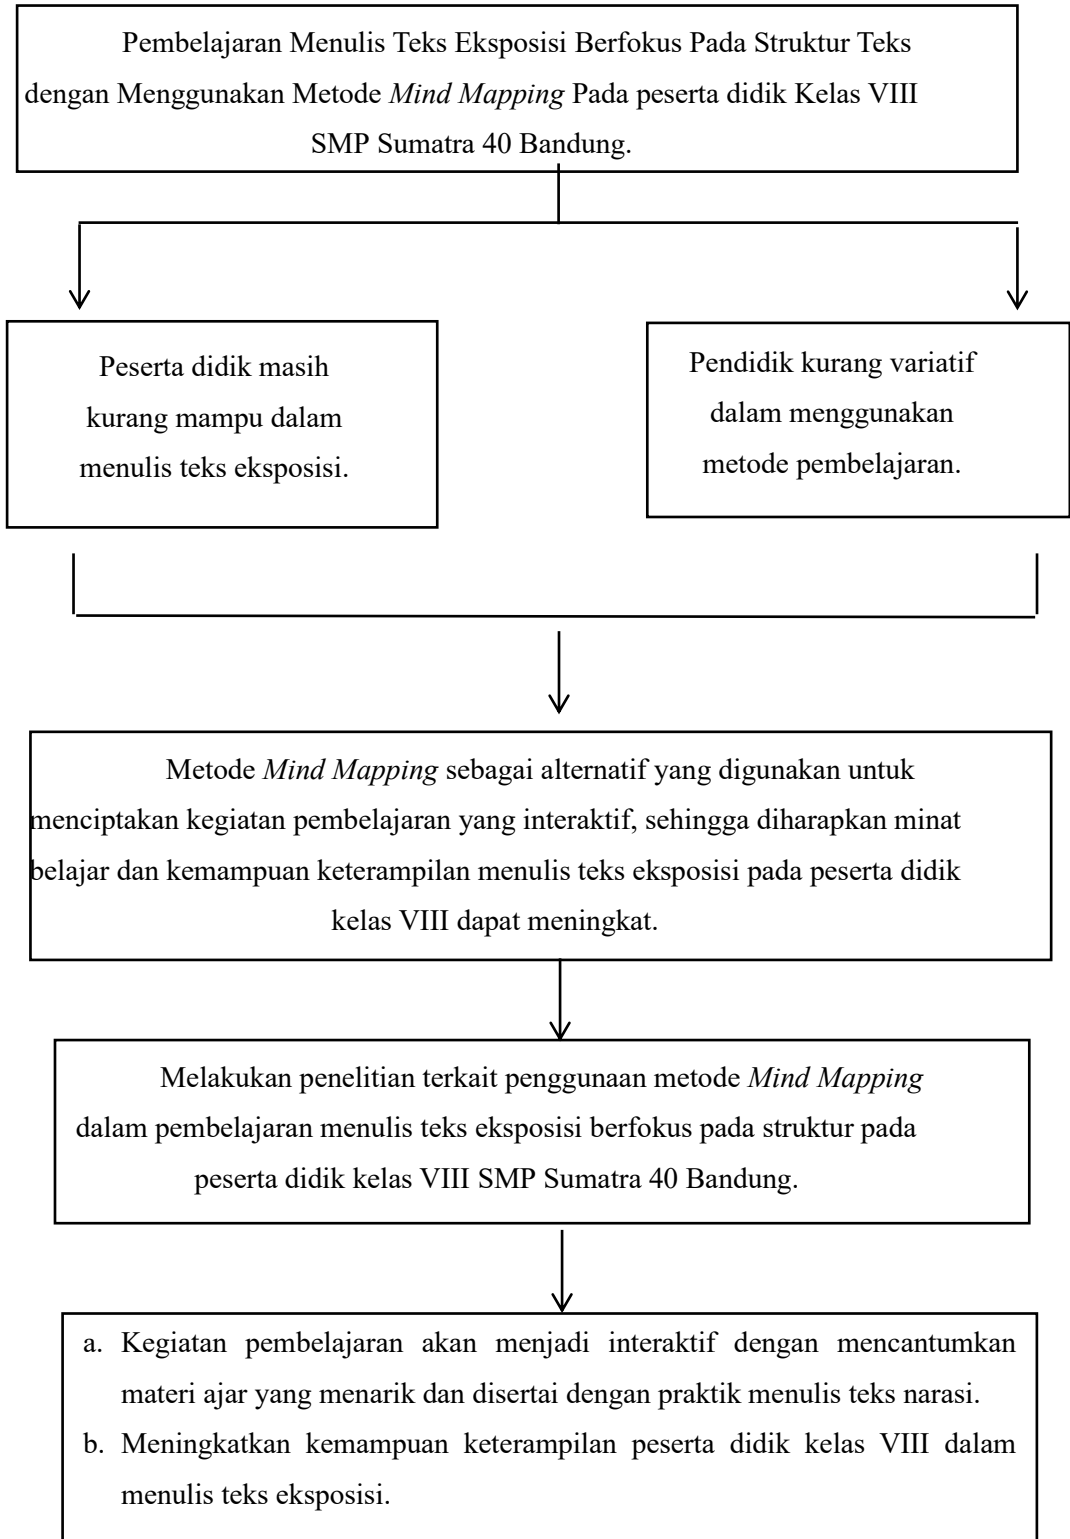 Pembelajaran Menulis Teks Eksposisi Berfokus Pada Struktur Teks
dengan Menggunakan Metode Mind Mapping Pada peserta didik Kelas VIII
SMP Sumatra 40 Bandung.
Peserta didik masih
kurang mampu dalam
menulis teks eksposisi.
Pendidik kurang variatif
dalam menggunakan
metode pembelajaran.
Metode Mind Mapping sebagai alternatif yang digunakan untuk
menciptakan kegiatan pembelajaran yang interaktif, sehingga diharapkan minat
belajar dan kemampuan keterampilan menulis teks eksposisi pada peserta didik
kelas VIII dapat meningkat.
Melakukan penelitian terkait penggunaan metode Mind Mapping
dalam pembelajaran menulis teks eksposisi berfokus pada struktur pada
peserta didik kelas VIII SMP Sumatra 40 Bandung.
a. Kegiatan pembelajaran akan menjadi interaktif dengan mencantumkan
materi ajar yang menarik dan disertai dengan praktik menulis teks narasi.
b. Meningkatkan kemampuan keterampilan peserta didik kelas VIII dalam
menulis teks eksposisi.